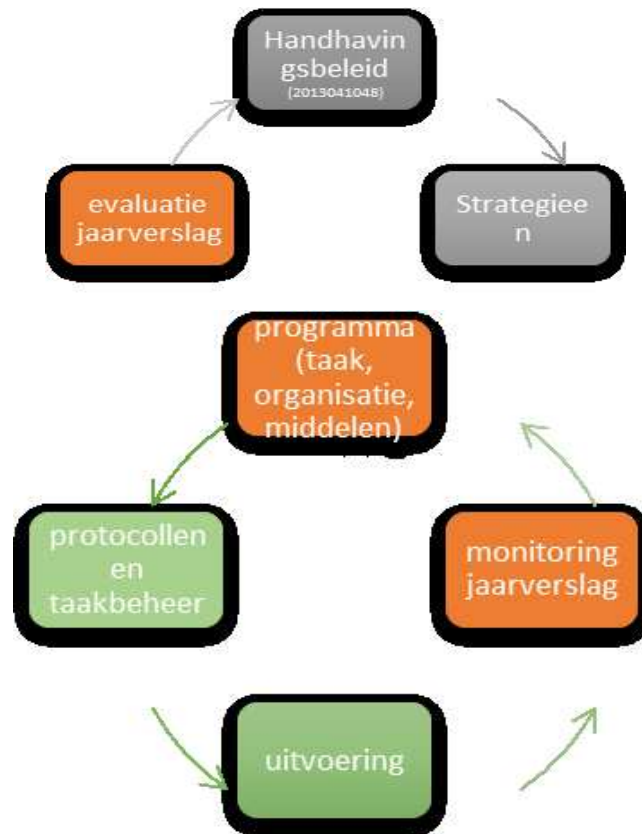 Handhavin
gsbeleid
(2013041048)
evaluatie
jaarverslag
Strategiee
n
programma
(taak,
organisatie,
middelen)
protocollen
en
taakbeheer
monitoring
jaarverslag
uitvoering